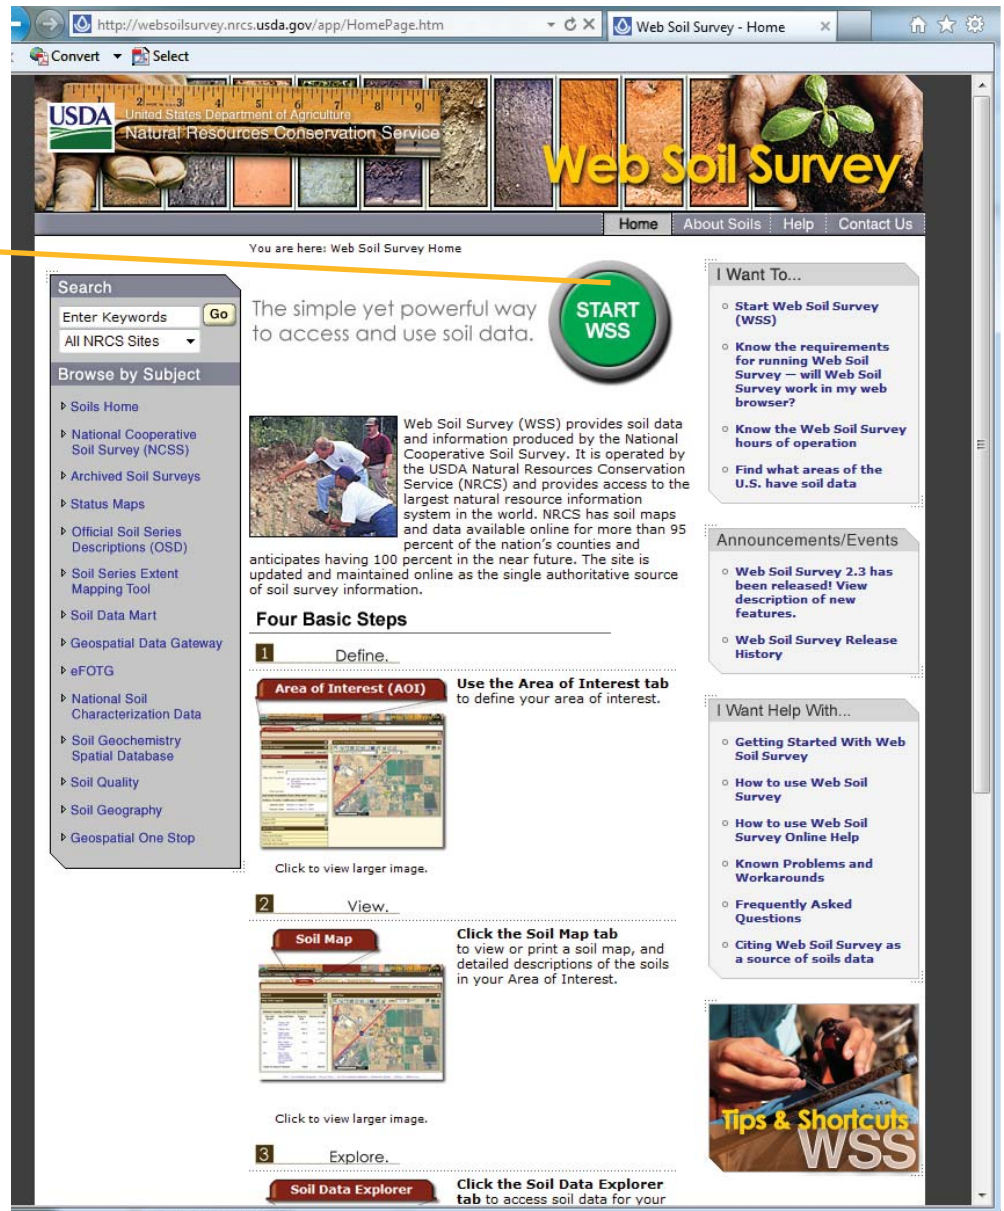 http://websoilsurvey.nrcs.usda.gov/app/HomePage.htm
Web Soil Survey - Home
Convert
Select
1 2 3 4 5 6 7 8 9
USDA
United States Department of Agriculture
Natural Resources Conservation Service
Web Soil Survey
Home
About Soils
Help
Contact Us
You are here: Web Soil Survey Home
Search
Enter Keywords
Go
All NRCS Sites
Browse by Subject
Soils Home
National Cooperative
Soil Survey (NCSS)
Archived Soil Surveys
Status Maps
Official Soil Series
Descriptions (OSD)
Soil Series Extent
Mapping Tool
Soil Data Mart
Geospatial Data Gateway
eFOTG
National Soil
Characterization Data
Soil Geochemistry
Spatial Database
Soil Quality
Soil Geography
Geospatial One Stop
The simple yet powerful way
to access and use soil data.
START
WSS
Web Soil Survey (WSS) provides soil data
and information produced by the National
Cooperative Soil Survey. It is operated by
the USDA Natural Resources Conservation
Service (NRCS) and provides access to the
largest natural resource information
system in the world. NRCS has soil maps
and data available online for more than 95
percent of the nation's counties and
anticipates having 100 percent in the near future. The site is
updated and maintained online as the single authoritative source
of soil survey information.
Four Basic Steps
1 Define.
Area of Interest (AOI)
Use the Area of Interest tab
to define your area of interest.
Click to view larger image.
2 View.
Soil Map
Click the Soil Map tab
to view or print a soil map, and
detailed descriptions of the soils
in your Area of Interest.
Click to view larger image.
3 Explore.
Soil Data Explorer
Click the Soil Data Explorer
tab to access soil data for your
I Want To...
Start Web Soil Survey
(WSS)
Know the requirements
for running Web Soil
Survey — will Web Soil
Survey work in my web
browser?
Know the Web Soil Survey
hours of operation
Find what areas of the
U.S. have soil data
Announcements/Events
Web Soil Survey 2.3 has
been released! View
description of new
features.
Web Soil Survey Release
History
I Want Help With...
Getting Started With Web
Soil Survey
How to use Web Soil
Survey
How to use Web Soil
Survey Online Help
Known Problems and
Workarounds
Frequently Asked
Questions
Citing Web Soil Survey as
a source of soils data
Tips & Shortcuts
WSS